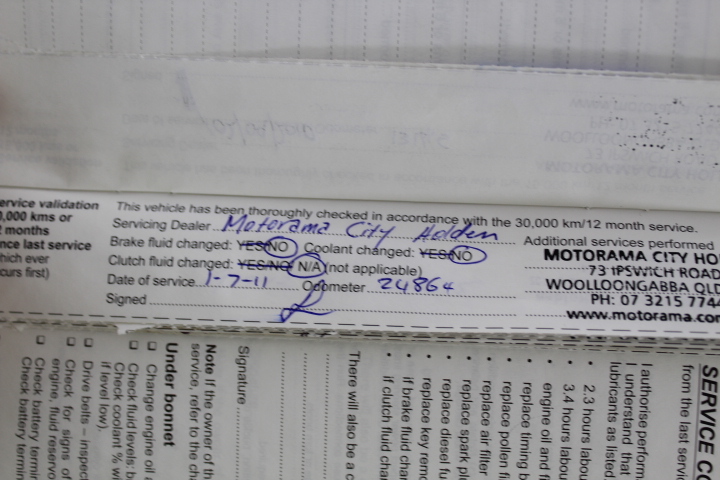 ervice validation
0,000 kms or
months
nce last service
hich ever
curs first)
This vehicle has been thoroughly checked in accordance with the 30,000 km/12 month service.
Servicing Dealer Motorama City Holden
Brake fluid changed: YES/NO Coolant changed: YES/NO
Clutch fluid changed: YES/NO/ N/A (not applicable)
Date of service 1-7-11 Odometer 24864
Signed
Additional services performed
MOTORAMA CITY HO
73 IPSWICH ROAD
WOOLLOONGABBA QLD
PH: 07 3215 774
www.motorama.com
SERVICE CO
from the last servic
I authorise perform
I understand that
lubricants as listed
• 2.3 hours labou
• 3.4 hours labou
• engine oil and fi
• replace timing b
• replace pollen fi
• replace air filter
• replace spark pl
• replace diesel fu
• replace key remo
• if brake fluid chan
• if clutch fluid chan
There will also be a c
Signature
Note If the owner of th
service, refer to the cha
Under bonnet
Change engine oil a
Check fluid levels: b
Check coolant % wi
if level low).
Drive belts – inspec
Check for signs of
engine, fluid reservo
Check battery termin
Check battery termin